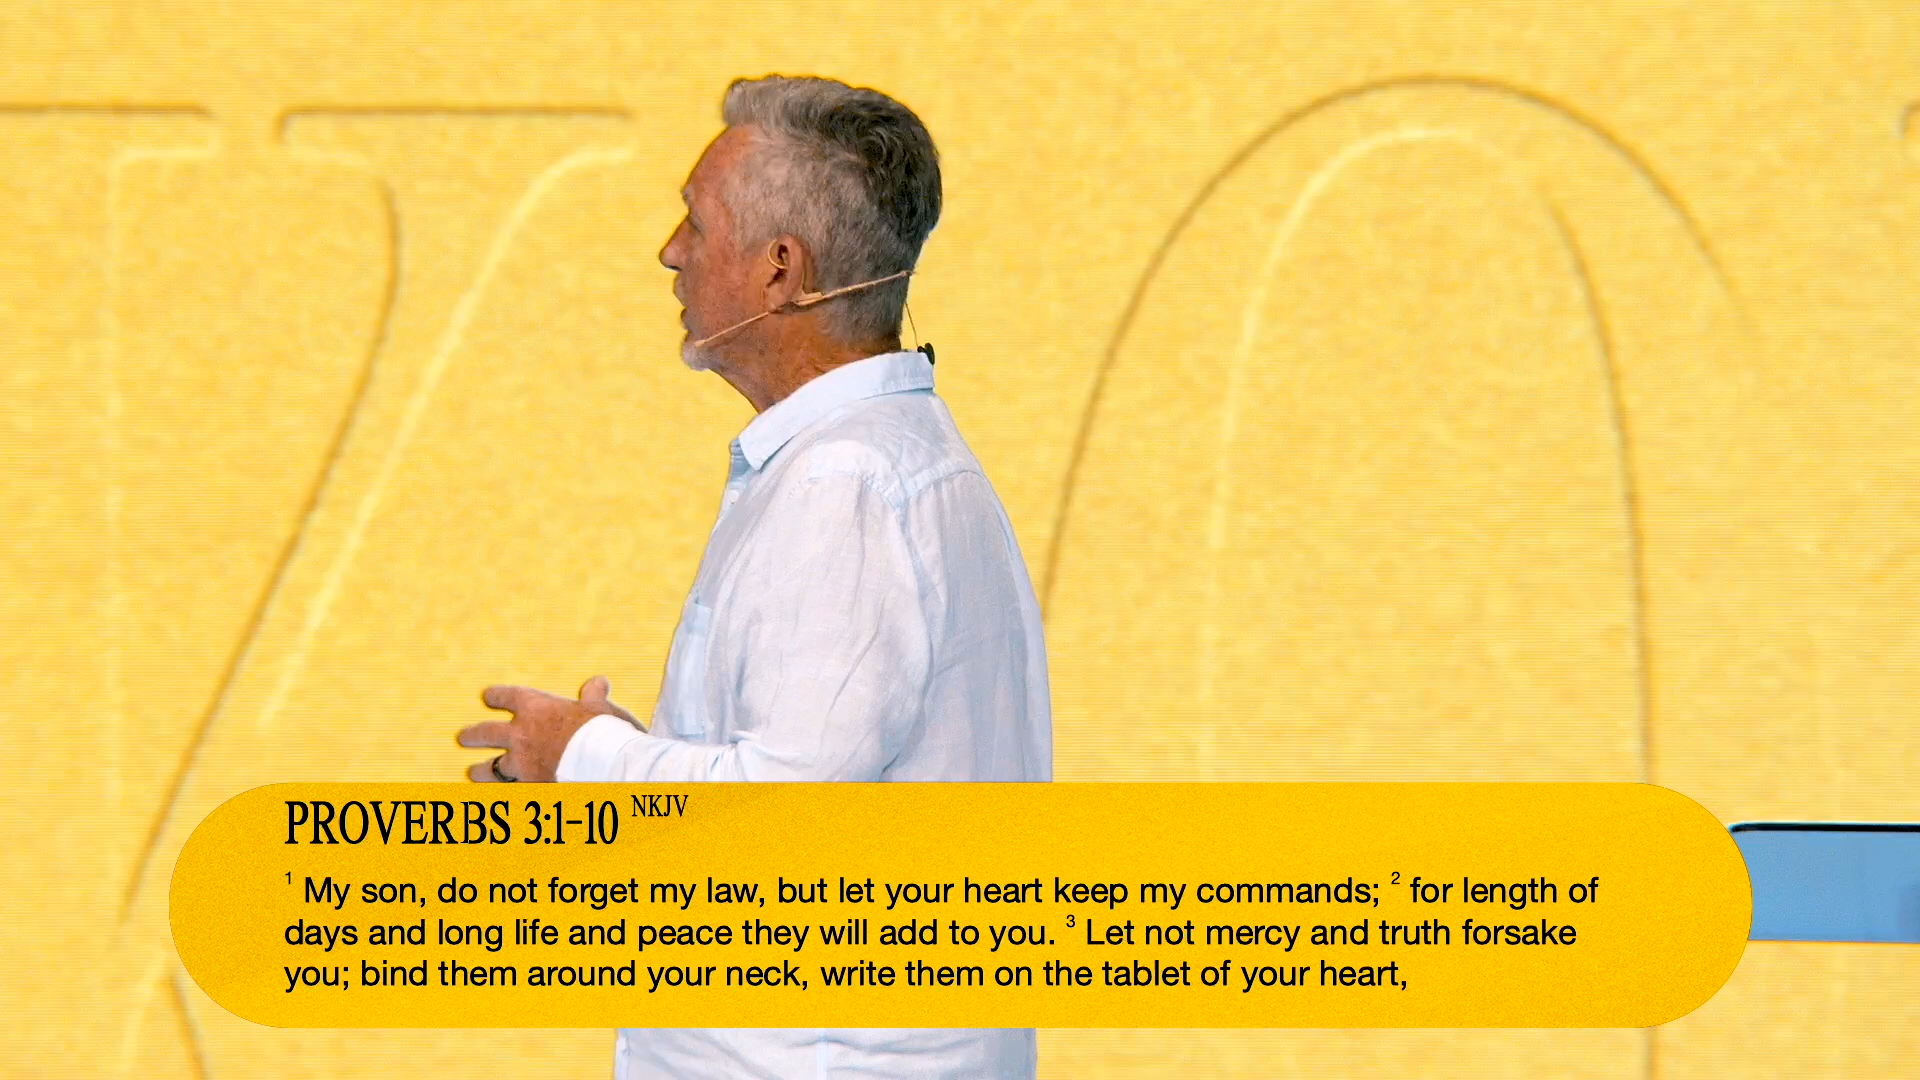 PROVERBS 3:1-10 NKJV
1 My son, do not forget my law, but let your heart keep my commands; 2 for length of
days and long life and peace they will add to you. 3 Let not mercy and truth forsake
you; bind them around your neck, write them on the tablet of your heart,